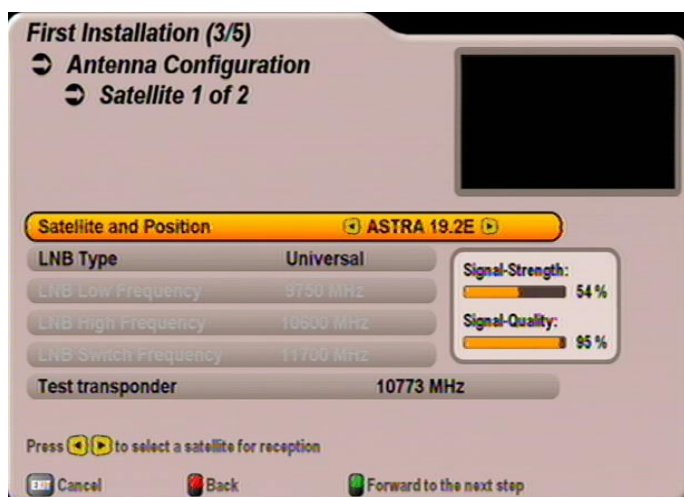 First Installation (3/5)
Antenna Configuration
Satellite 1 of 2
Satellite and Position ASTRA 19.2E
LNB Type Universal
LNB Low Frequency 9750 MHz
LNB High Frequency 10600 MHz
LNB Switch Frequency 11700 MHz
Signal-Strength:
54 %
Signal-Quality:
95 %
Test transponder 10773 MHz
Press to select a satellite for reception
EXIT Cancel Back Forward to the next step